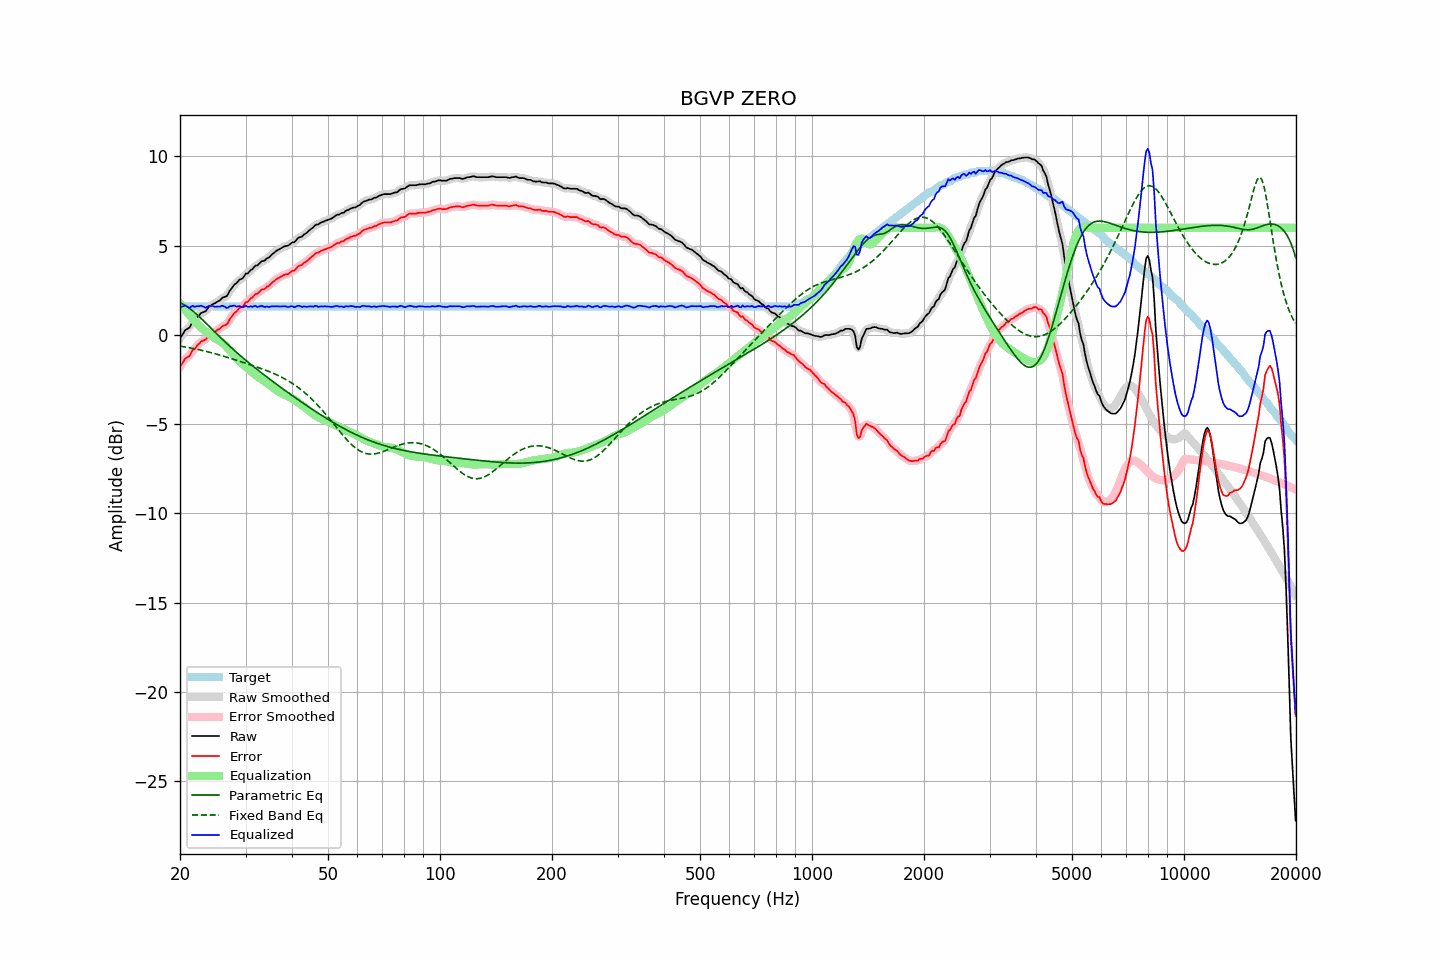 BGVP ZERO
10
5
0
−5
−10
−15
−20
−25
Amplitude (dBr)
Target
Raw Smoothed
Error Smoothed
Raw
Error
Equalization
Parametric Eq
Fixed Band Eq
Equalized
20 50 100 200 500 1000 2000 5000 10000 20000
Frequency (Hz)